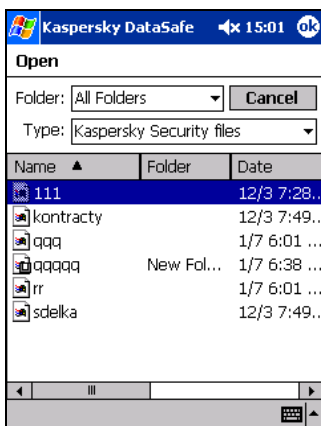 Kaspersky DataSafe 15:01 ok
Open
Folder: All Folders Cancel
Type: Kaspersky Security files
Name Folder Date
111 12/3 7:28..
kontracty 12/3 7:49..
qqq 1/7 6:01 ...
qqqqq New Fol... 1/7 6:38 ...
rr 1/7 6:01 ...
sdelka 12/3 7:49..